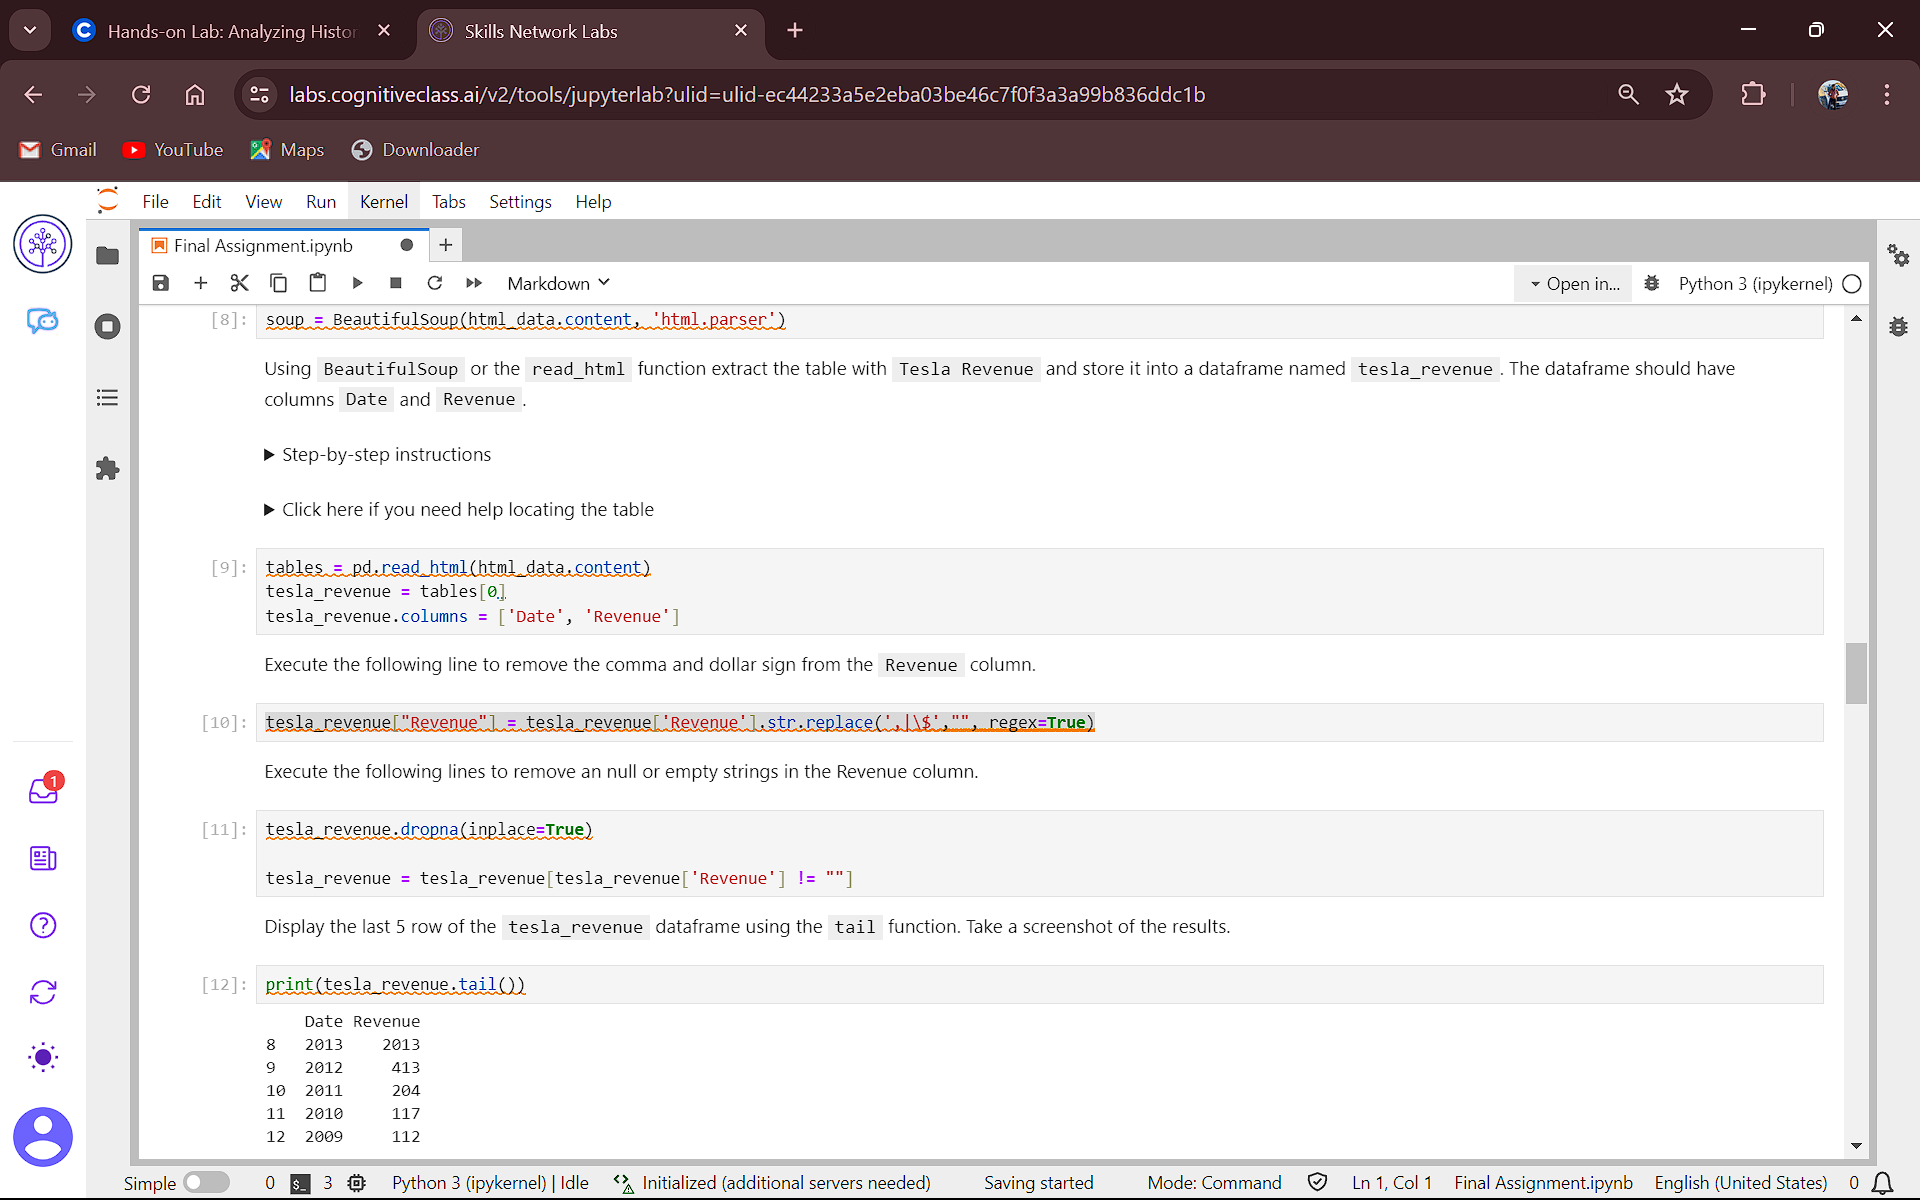 Hands-on Lab: Analyzing Histor
Skills Network Labs
labs.cognitiveclass.ai/v2/tools/jupyterlab?ulid=ulid-ec44233a5e2eba03be46c7f0f3a3a99b836ddc1b
Gmail YouTube Maps Downloader
File Edit View Run Kernel Tabs Settings Help
Final Assignment.ipynb
Markdown Open in... Python 3 (ipykernel)
[8]: soup = BeautifulSoup(html_data.content, 'html.parser')
Using BeautifulSoup or the read_html function extract the table with Tesla Revenue and store it into a dataframe named tesla_revenue. The dataframe should have
columns Date and Revenue.
Step-by-step instructions
Click here if you need help locating the table
[9]: tables = pd.read_html(html_data.content)
tesla_revenue = tables[0]
tesla_revenue.columns = ['Date', 'Revenue']
Execute the following line to remove the comma and dollar sign from the Revenue column.
[10]: tesla_revenue["Revenue"] = tesla_revenue['Revenue'].str.replace(',|\$',"", regex=True)
Execute the following lines to remove an null or empty strings in the Revenue column.
[11]: tesla_revenue.dropna(inplace=True)
tesla_revenue = tesla_revenue[tesla_revenue['Revenue'] != ""]
Display the last 5 row of the tesla_revenue dataframe using the tail function. Take a screenshot of the results.
[12]: print(tesla_revenue.tail())
Date Revenue
8 2013 2013
9 2012 413
10 2011 204
11 2010 117
12 2009 112
1
Simple 0 $_ 3 Python 3 (ipykernel) | Idle Initialized (additional servers needed) Saving started Mode: Command Ln 1, Col 1 Final Assignment.ipynb English (United States) 0